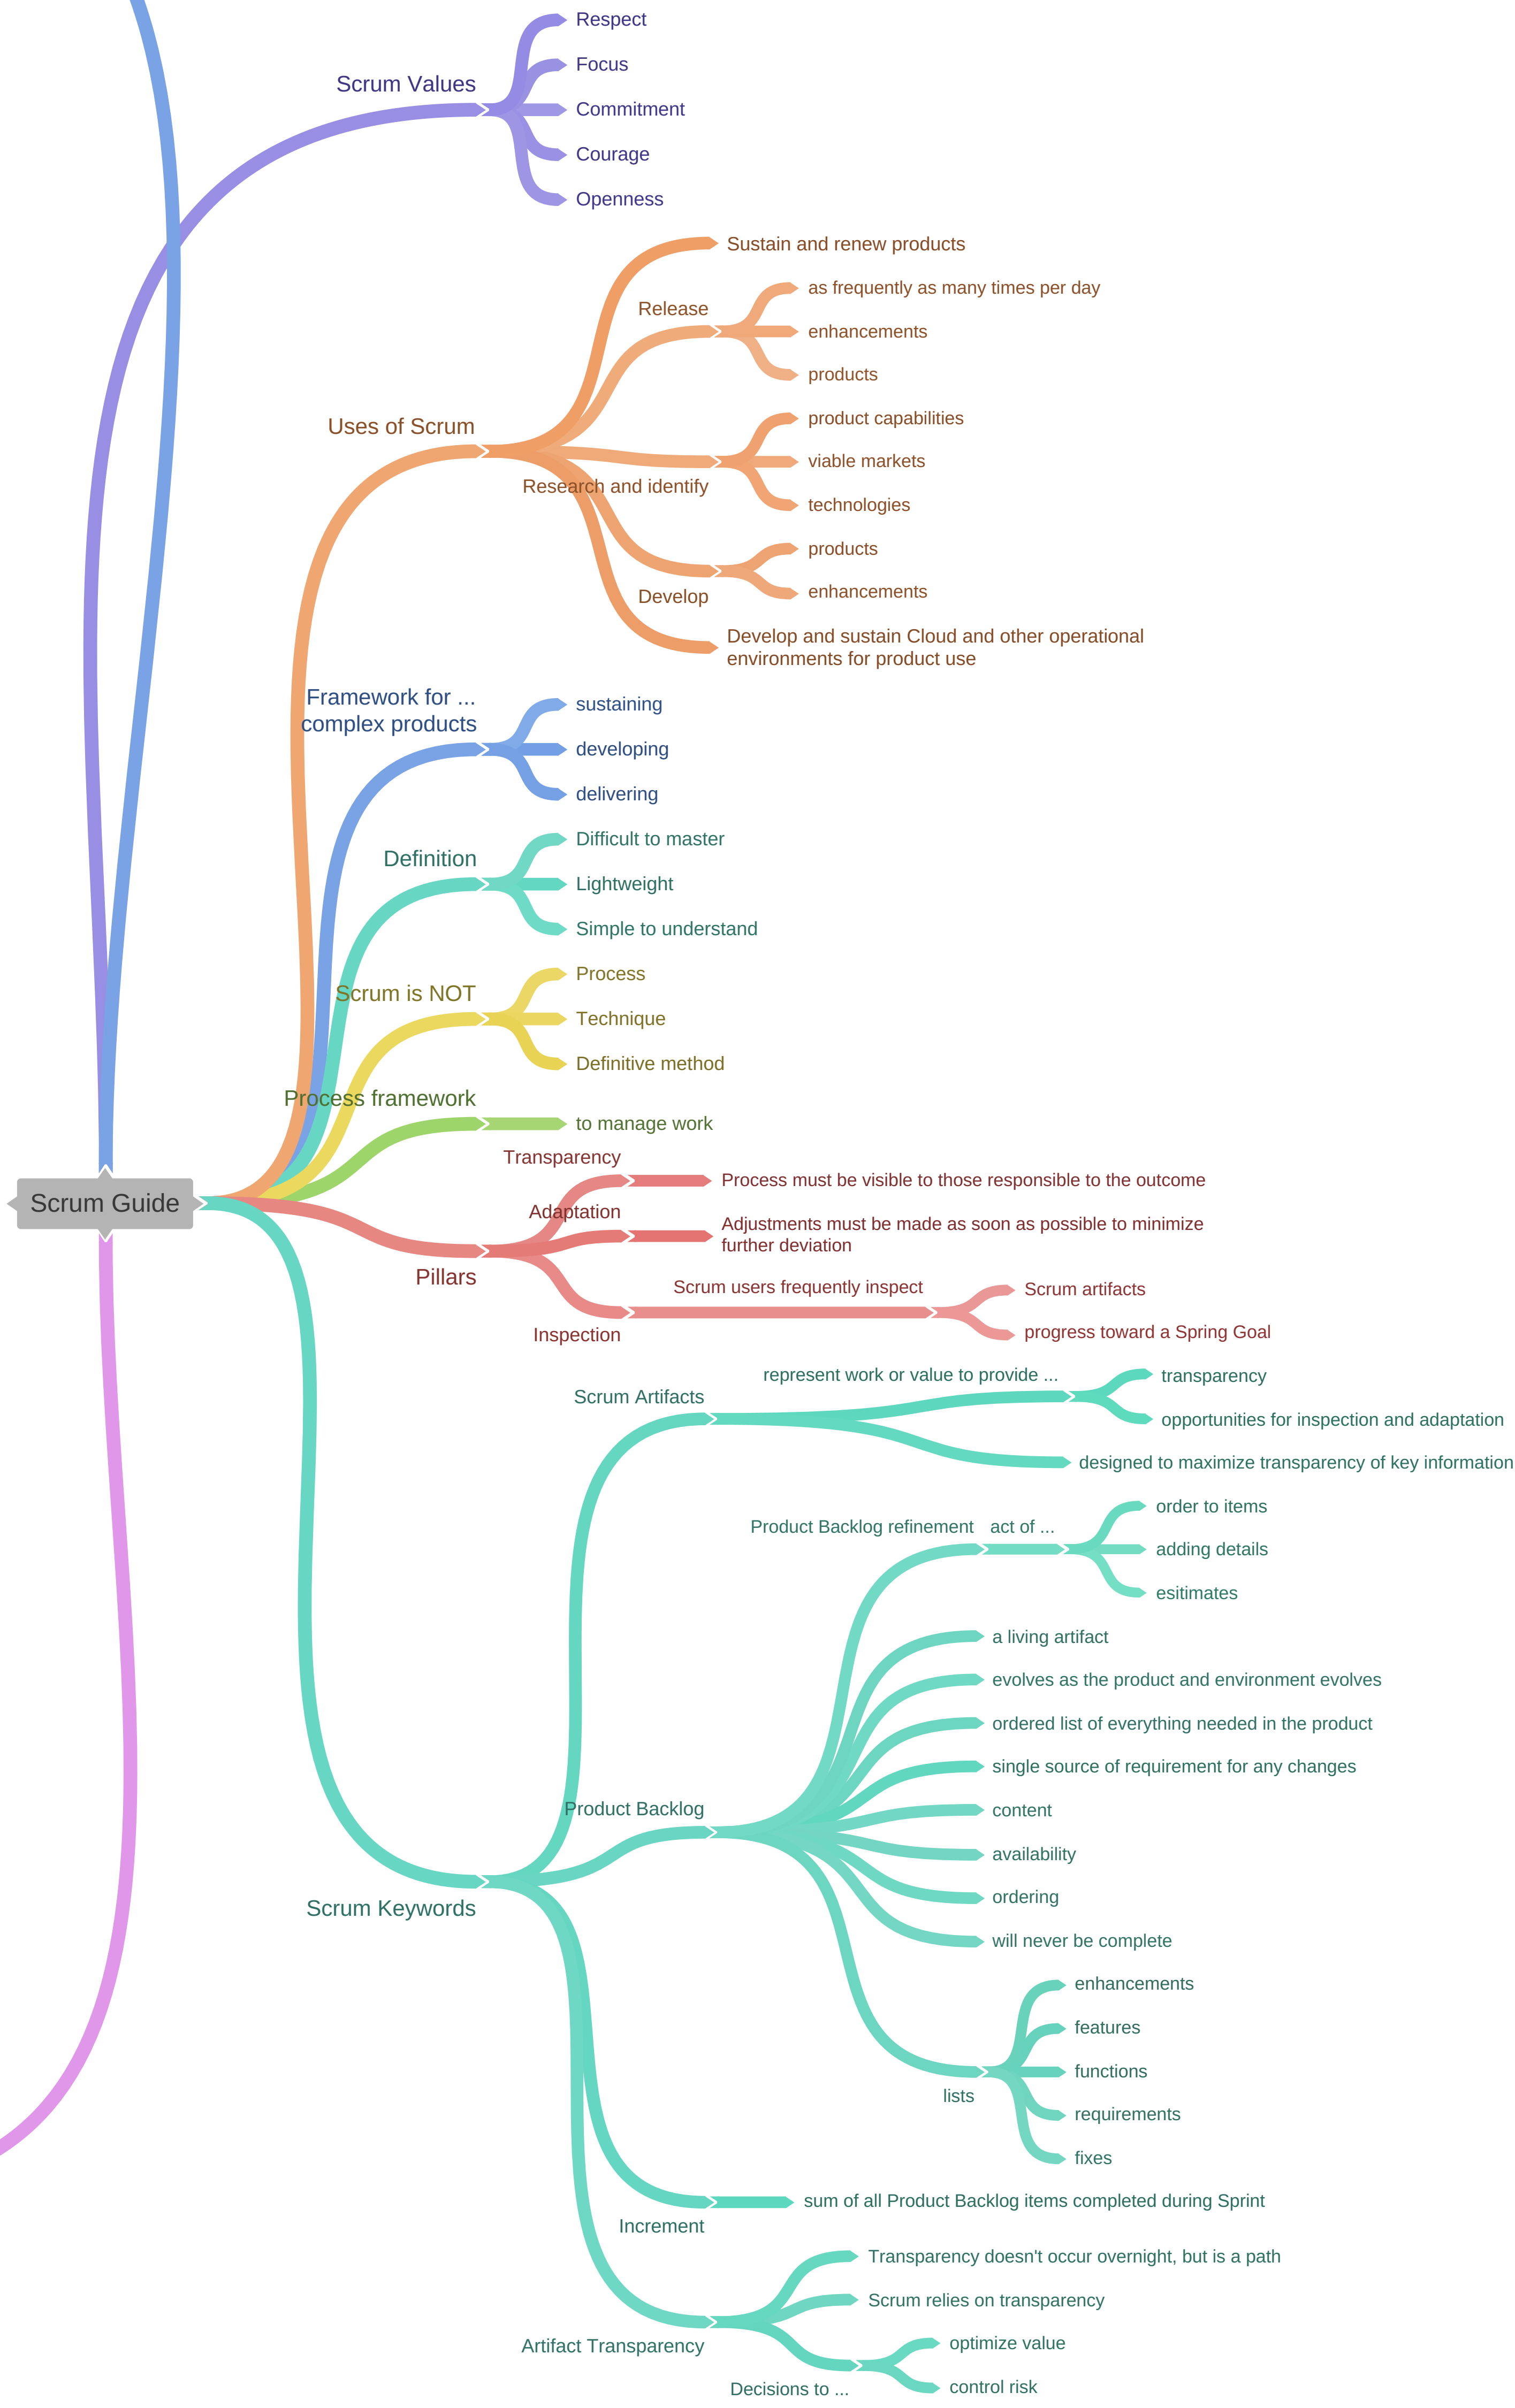 Respect
Focus
Scrum Values
Commitment
Courage
Openness
Sustain and renew products
as frequently as many times per day
Release
enhancements
products
product capabilities
Uses of Scrum
viable markets
Research and identify
technologies
products
enhancements
Develop
Develop and sustain Cloud and other operational
environments for product use
Framework for ...
complex products
sustaining
developing
delivering
Difficult to master
Definition
Lightweight
Simple to understand
Process
Scrum is NOT
Technique
Definitive method
Process framework
to manage work
Scrum Guide
Transparency
Process must be visible to those responsible to the outcome
Adaptation
Adjustments must be made as soon as possible to minimize
further deviation
Pillars
Scrum users frequently inspect
Scrum artifacts
Inspection
progress toward a Spring Goal
represent work or value to provide ...
transparency
Scrum Artifacts
opportunities for inspection and adaptation
designed to maximize transparency of key information
order to items
Product Backlog refinement
act of ...
adding details
esitimates
a living artifact
evolves as the product and environment evolves
ordered list of everything needed in the product
single source of requirement for any changes
Product Backlog
content
availability
ordering
Scrum Keywords
will never be complete
enhancements
features
functions
lists
requirements
fixes
sum of all Product Backlog items completed during Sprint
Increment
Transparency doesn't occur overnight, but is a path
Scrum relies on transparency
Artifact Transparency
optimize value
Decisions to ...
control risk